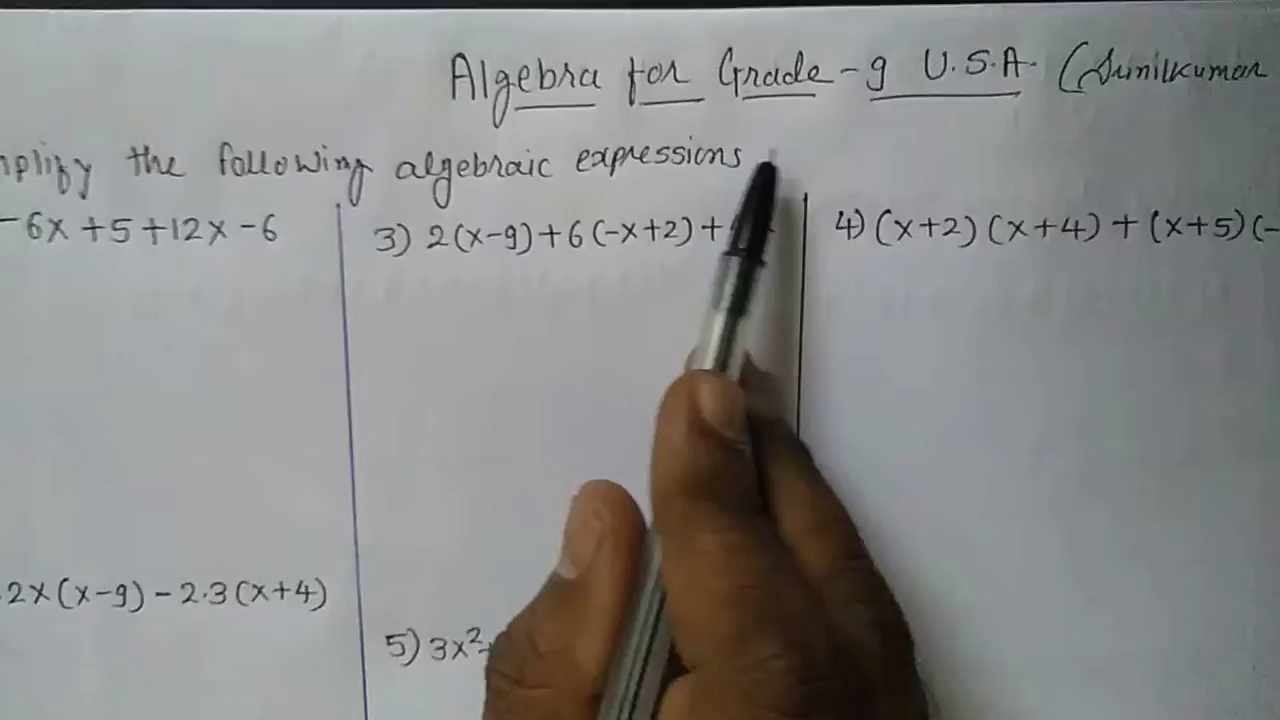 Algebra for Grade-9 U.S.A. (Sunilkumar
the following algebraic expressions
-6x+5+12x-6
3) 2(x-9)+6(-x+2)+
4) (x+2)(x+4)+(x+5)(-
2x(x-9)-2.3(x+4)
5) 3x²